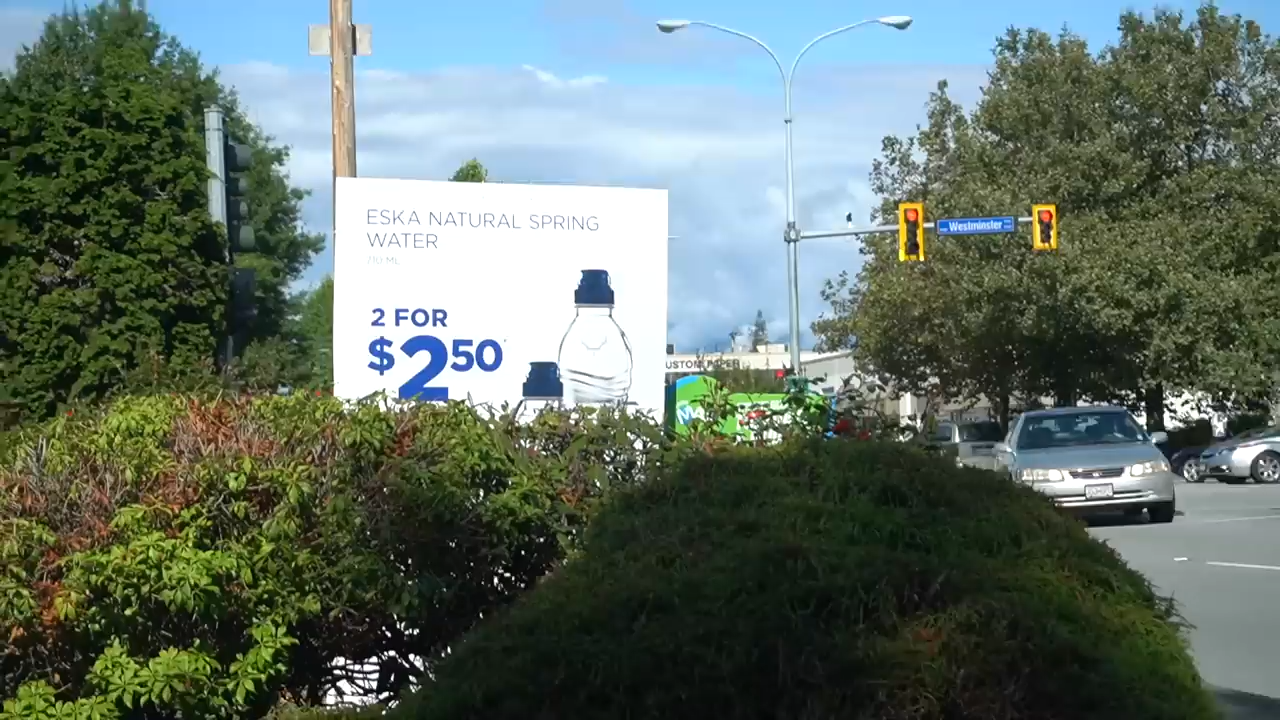 ESKA NATURAL SPRING
WATER
710 ML
2 FOR
$250
Westminster